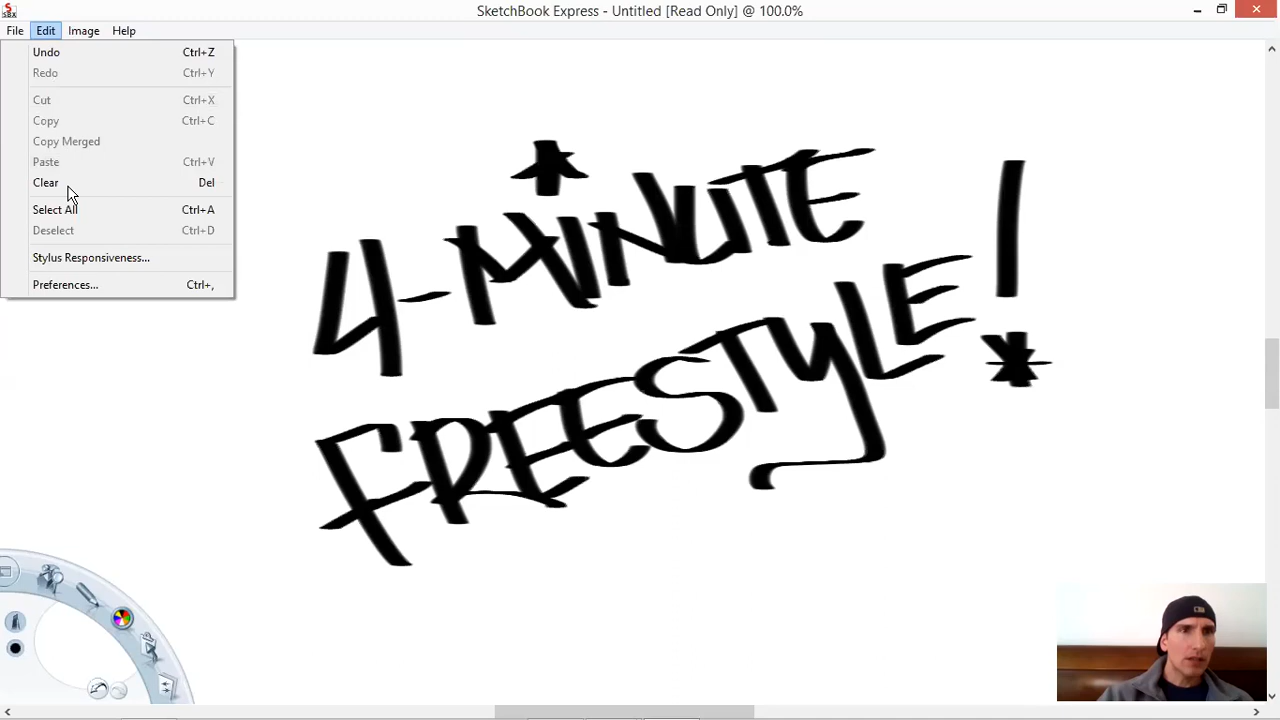 SketchBook Express - Untitled [Read Only] @ 100.0%
File Edit Image Help
Undo Ctrl+Z
Redo Ctrl+Y
Cut Ctrl+X
Copy Ctrl+C
Copy Merged
Paste Ctrl+V
Clear Del
Select All Ctrl+A
Deselect Ctrl+D
Stylus Responsiveness...
Preferences... Ctrl+,
4-MINUTE
FREESTYLE!